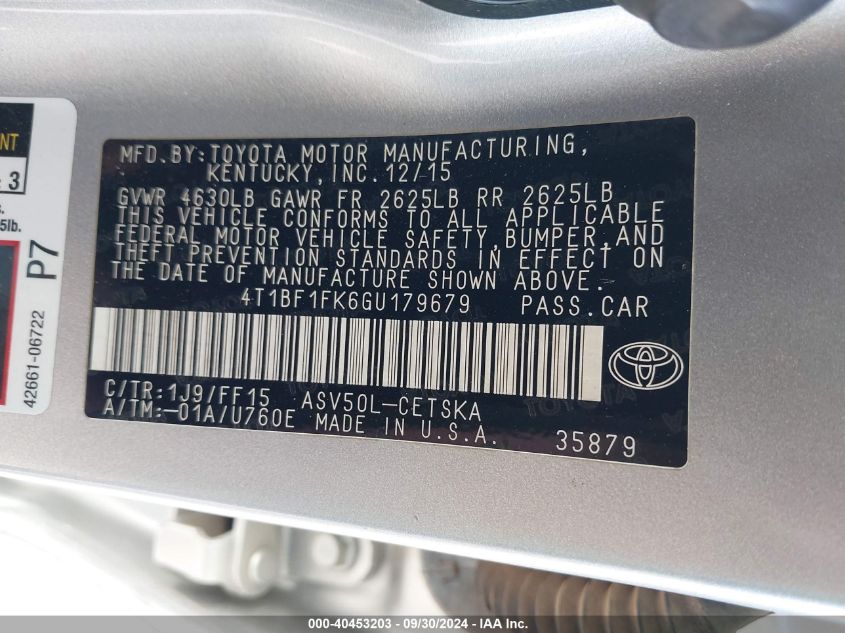 NT
: 3
s.
5lb.
P7
42661-06722
MFD.BY:TOYOTA MOTOR MANUFACTURING,
KENTUCKY,INC.12/15
GVWR 4630LB GAWR FR 2625LB RR 2625LB
THIS VEHICLE CONFORMS TO ALL APPLICABLE
FEDERAL MOTOR VEHICLE SAFETY,BUMPER,AND
THEFT PREVENTION STANDARDS IN EFFECT ON
THE DATE OF MANUFACTURE SHOWN ABOVE.
4T1BF1FK6GU179679 PASS.CAR
C/TR:1J9/FF15 ASV50L-CETSKA
A/TM:-01A/U760E MADE IN U.S.A. 35879
000-40453203 - 09/30/2024 - IAA, Inc.